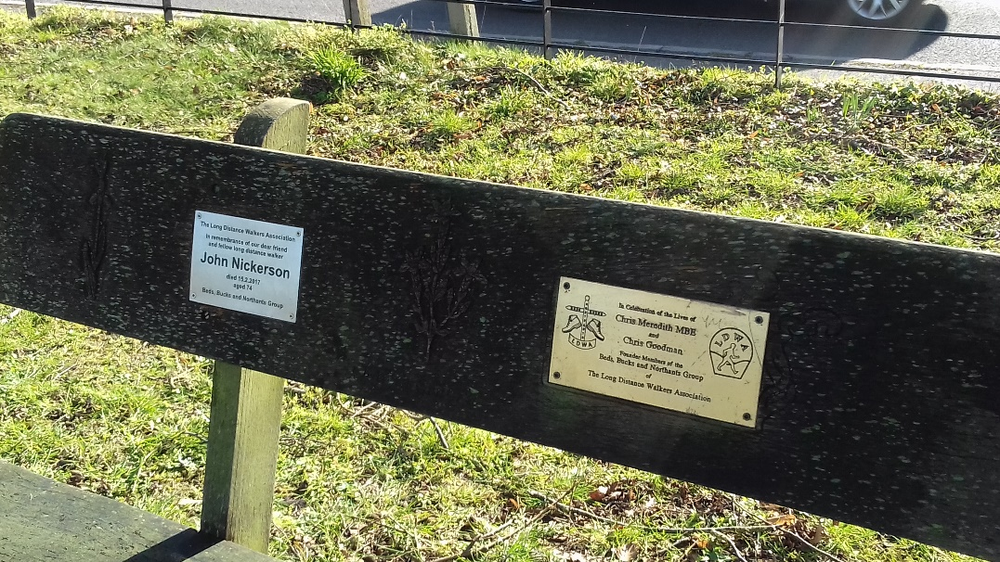 The Long Distance Walkers Association
In remembrance of our dear friend
and fellow long distance walker
John Nickerson
died 15.2.2017
aged 74
Beds, Bucks and Northants Group
In Celebration of the Lives of
Chris Meredith MBE
and
Chris Goodman
Founder Members of the
Beds, Bucks and Northants Group
of
The Long Distance Walkers Association
LDWA
LDWA